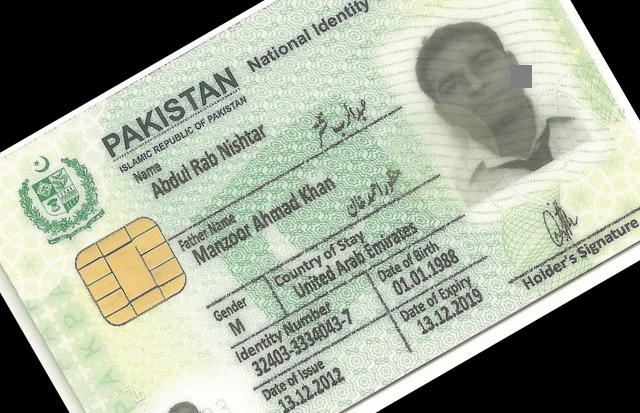 PAKISTAN National Identity
ISLAMIC REPUBLIC OF PAKISTAN
Name
Abdul Rab Nishtar
عبدالرب نشتر
Father Name
Manzoor Ahmad Khan
منظور احمد خان
Gender
M
Country of Stay
United Arab Emirates
Identity Number
32403-3334043-7
Date of Birth
01.01.1988
Date of Issue
13.12.2012
Date of Expiry
13.12.2019
Holder's Signature